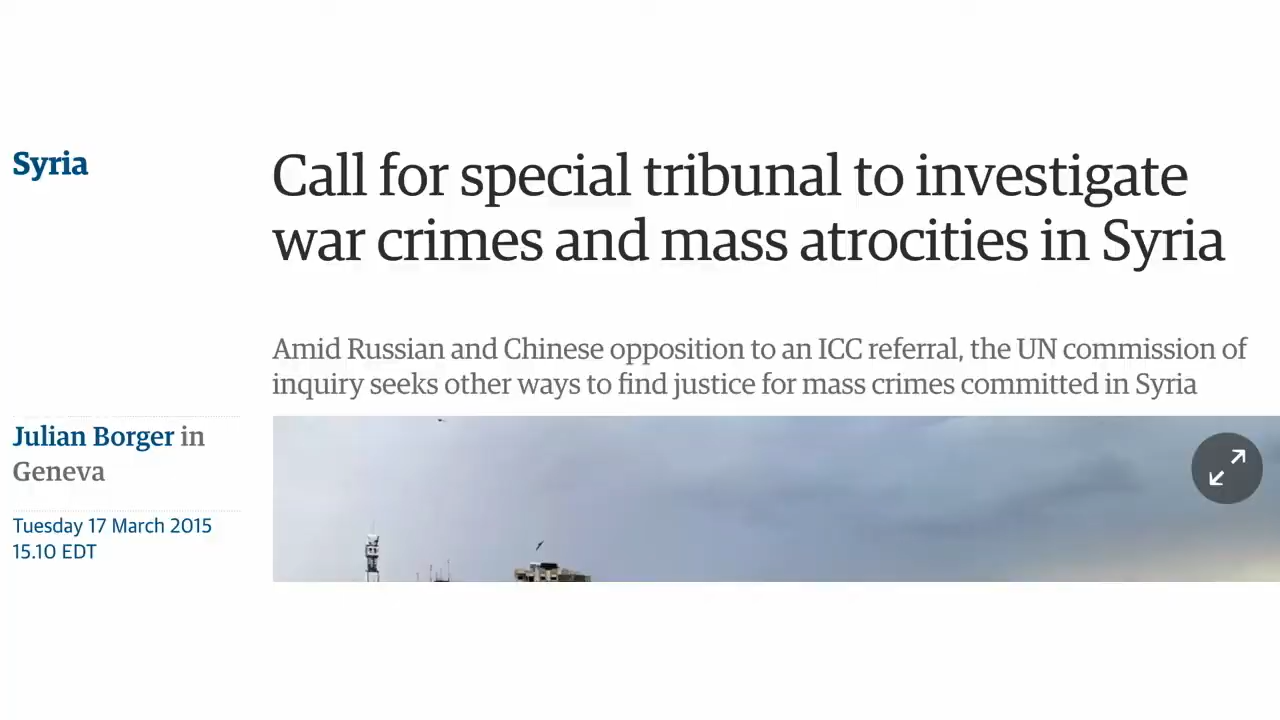 Syria
Call for special tribunal to investigate
war crimes and mass atrocities in Syria
Amid Russian and Chinese opposition to an ICC referral, the UN commission of
inquiry seeks other ways to find justice for mass crimes committed in Syria
Julian Borger in
Geneva
Tuesday 17 March 2015
15.10 EDT